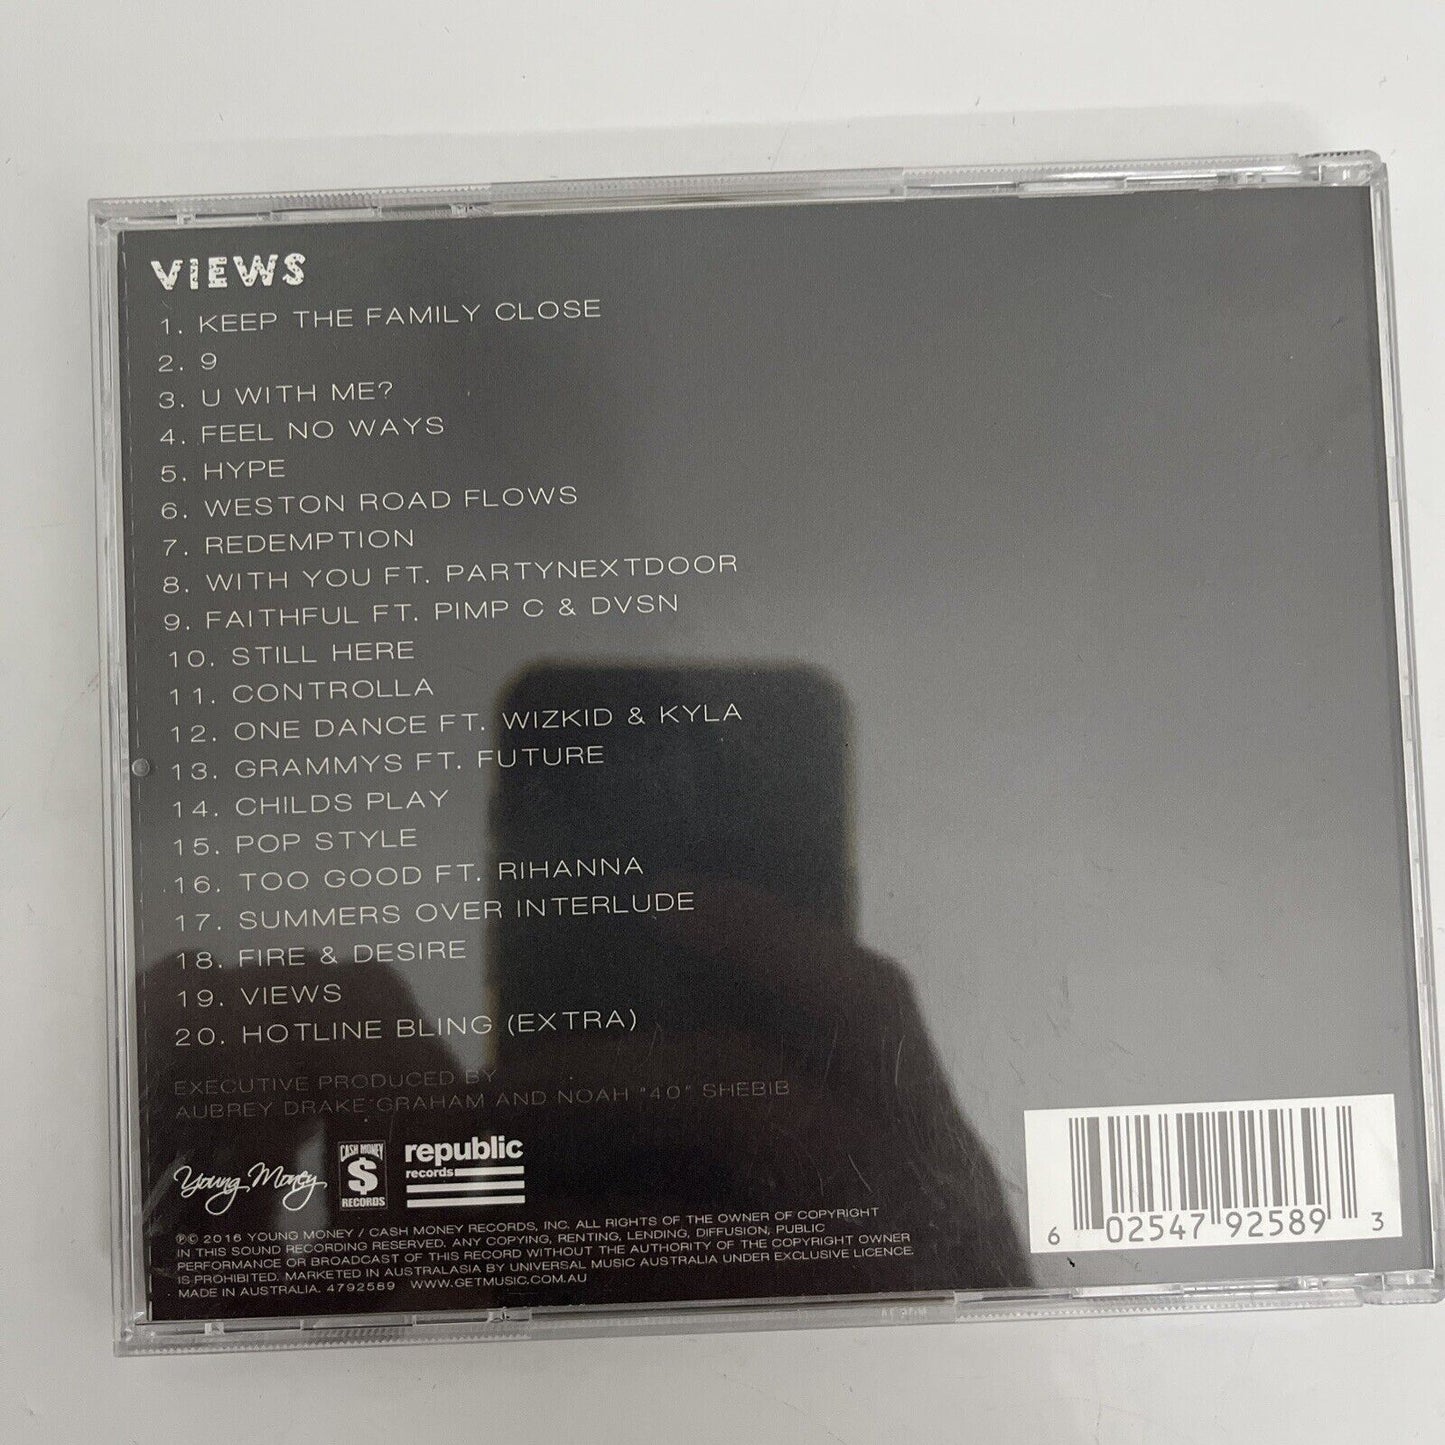 VIEWS
1. KEEP THE FAMILY CLOSE
2. 9
3. U WITH ME?
4. FEEL NO WAYS
5. HYPE
6. WESTON ROAD FLOWS
7. REDEMPTION
8. WITH YOU FT. PARTYNEXTDOOR
9. FAITHFUL FT. PIMP C & DVSN
10. STILL HERE
11. CONTROLLA
12. ONE DANCE FT. WIZKID & KYLA
13. GRAMMYS FT. FUTURE
14. CHILDS PLAY
15. POP STYLE
16. TOO GOOD FT. RIHANNA
17. SUMMERS OVER INTERLUDE
18. FIRE & DESIRE
19. VIEWS
20. HOTLINE BLING (EXTRA)
EXECUTIVE PRODUCED BY
AUBREY DRAKE GRAHAM AND NOAH "40" SHEBIB
Young Money
CASH MONEY
$
RECORDS
republic
records
℗© 2016 YOUNG MONEY / CASH MONEY RECORDS, INC. ALL RIGHTS OF THE OWNER OF COPYRIGHT
IN THIS SOUND RECORDING RESERVED. ANY COPYING, RENTING, LENDING, DIFFUSION, PUBLIC
PERFORMANCE OR BROADCAST OF THIS RECORD WITHOUT THE AUTHORITY OF THE COPYRIGHT OWNER
IS PROHIBITED. MARKETED IN AUSTRALASIA BY UNIVERSAL MUSIC AUSTRALIA UNDER EXCLUSIVE LICENCE.
MADE IN AUSTRALIA. 4792589 WWW.GETMUSIC.COM.AU
6 02547 92589 3